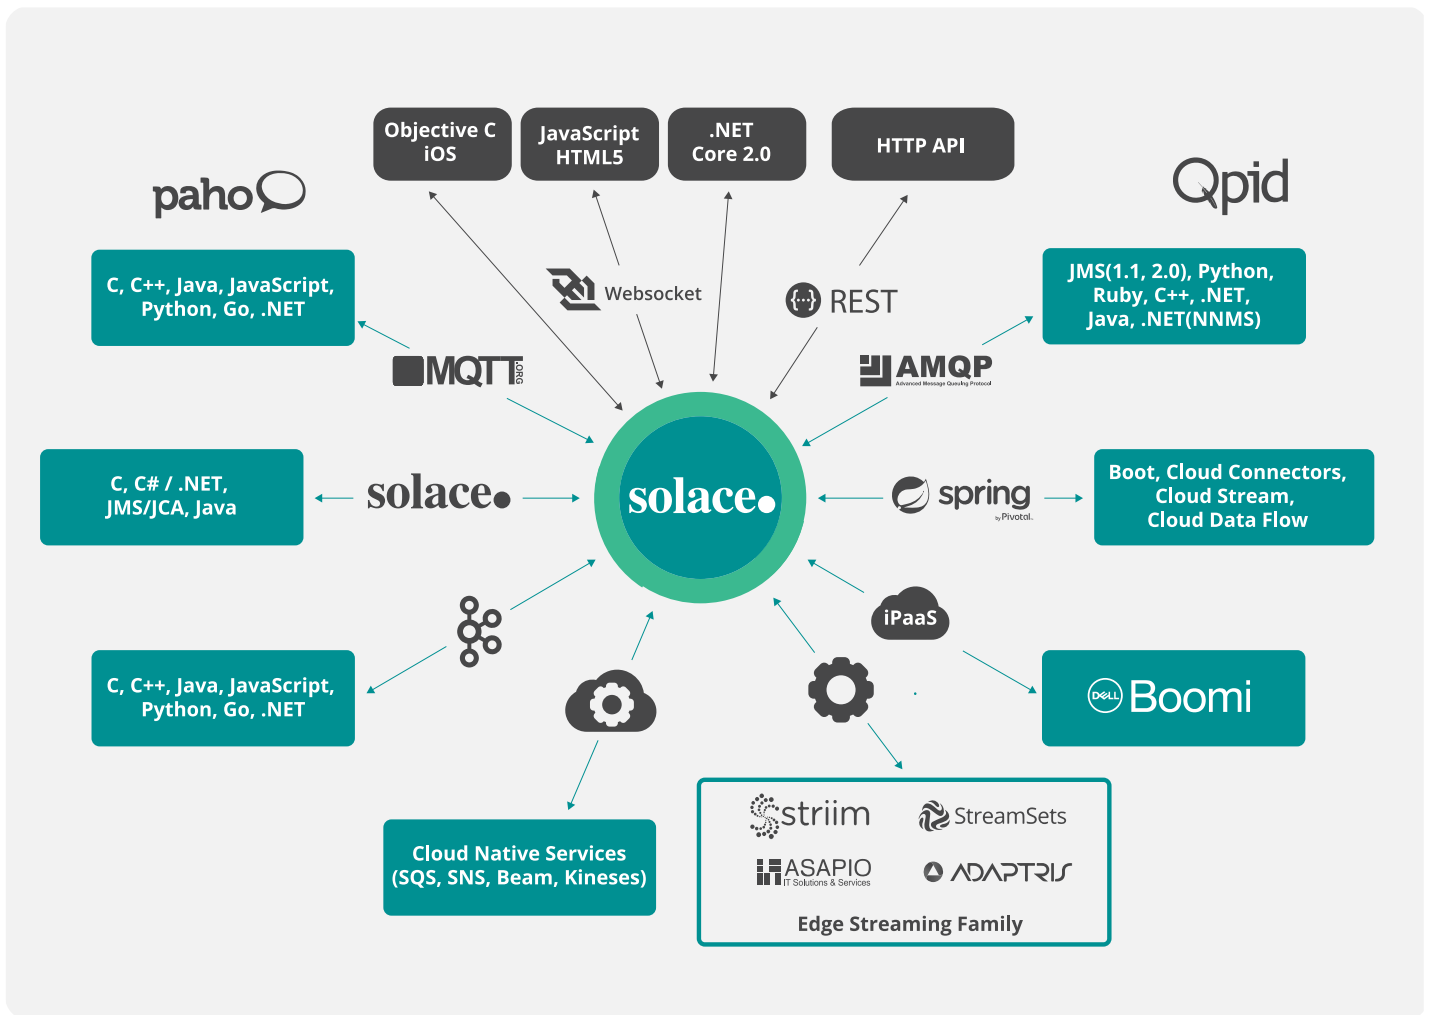 Objective C
iOS
JavaScript
HTML5
.NET
Core 2.0
HTTP API
paho
Qpid
C, C++, Java, JavaScript,
Python, Go, .NET
JMS(1.1, 2.0), Python,
Ruby, C++, .NET,
Java, .NET(NNMS)
Websocket
{···} REST
MQTT.ORG
AMQP
Advanced Message Queuing Protocol
C, C# / .NET,
JMS/JCA, Java
solace.
solace.
spring
by Pivotal.
Boot, Cloud Connectors,
Cloud Stream,
Cloud Data Flow
iPaaS
C, C++, Java, JavaScript,
Python, Go, .NET
DELL Boomi
Cloud Native Services
(SQS, SNS, Beam, Kineses)
striim
StreamSets
ASAPIO
IT Solutions & Services
ADAPTRIS
Edge Streaming Family